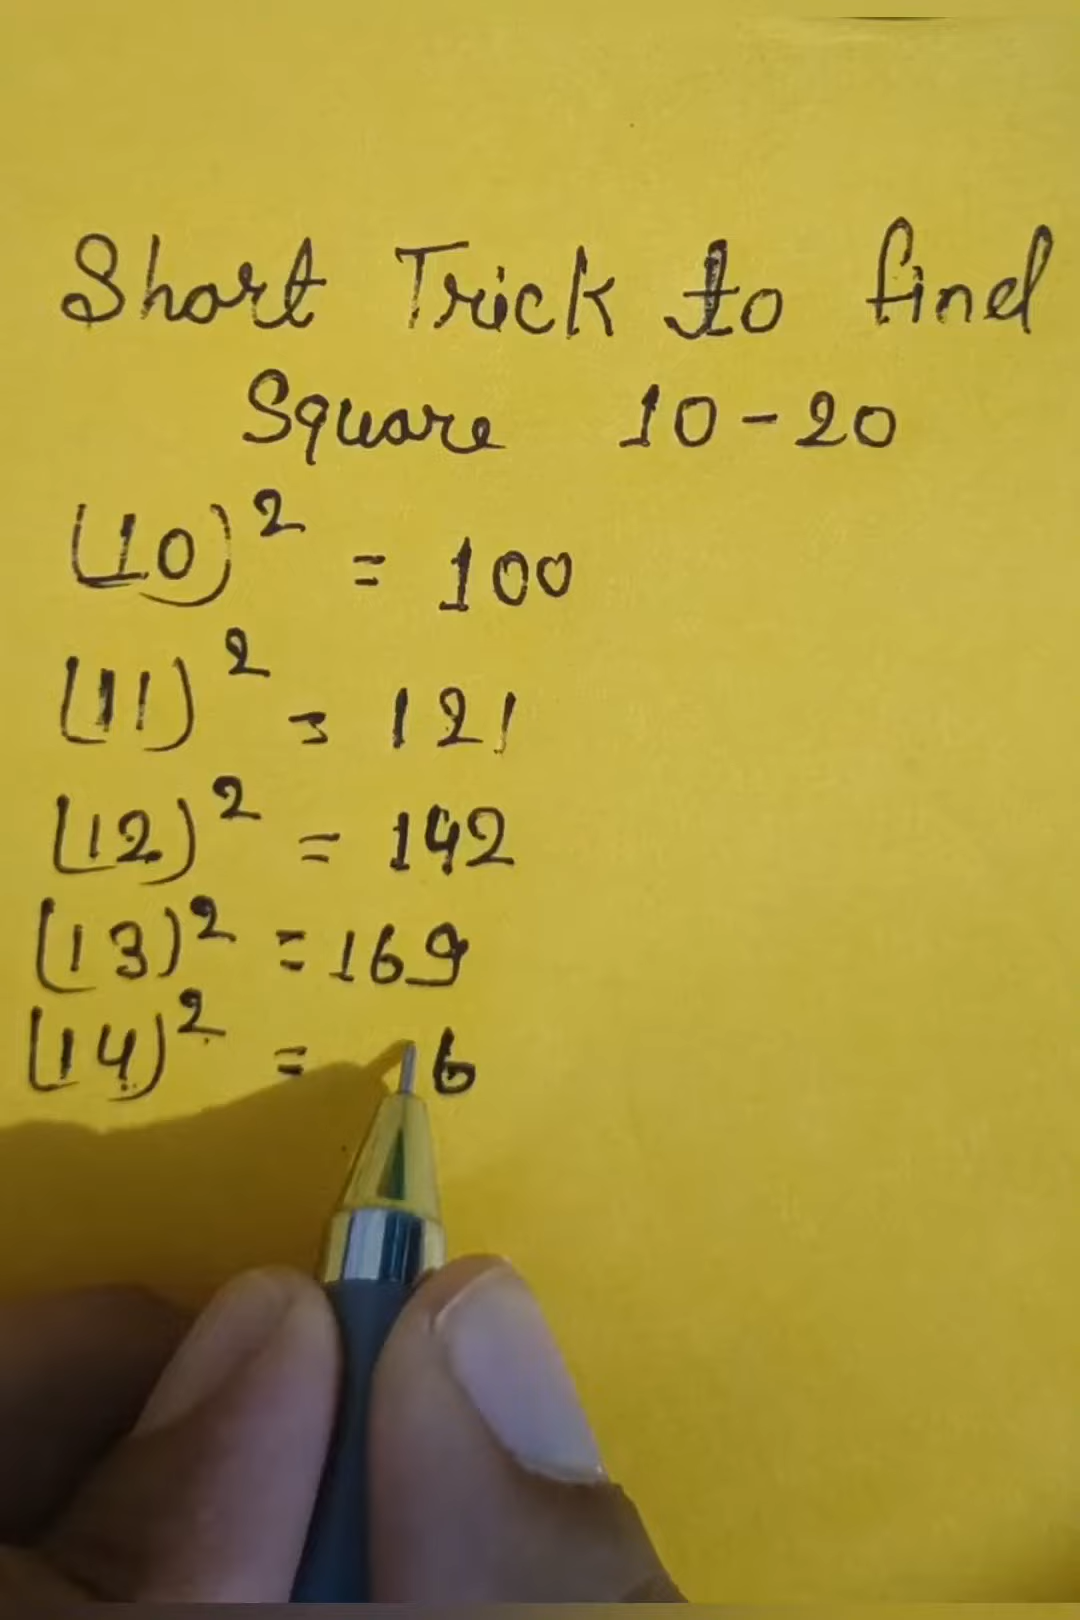 Short Trick to find
Square 10-20
(10)² = 100
(11)² = 121
(12)² = 142
(13)² = 169
(14)² = 6